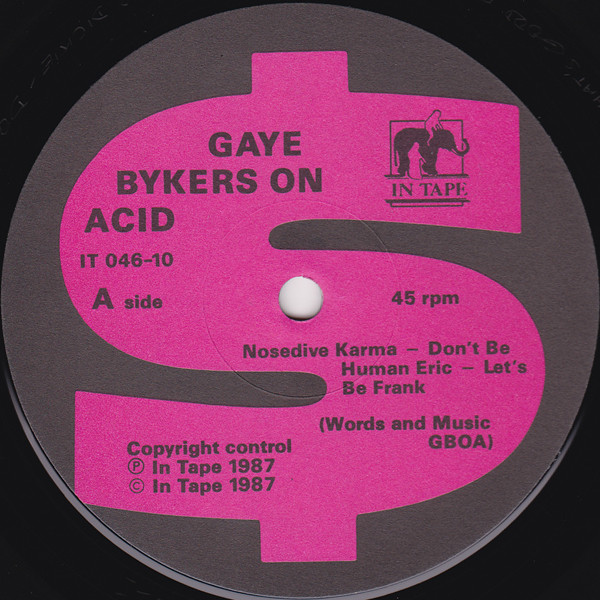 GAYE
BYKERS ON
ACID
IN TAPE
IT 046-10
A side
45 rpm
Nosedive Karma – Don't Be
Human Eric – Let's
Be Frank
(Words and Music
GBOA)
Copyright control
℗ In Tape 1987
© In Tape 1987